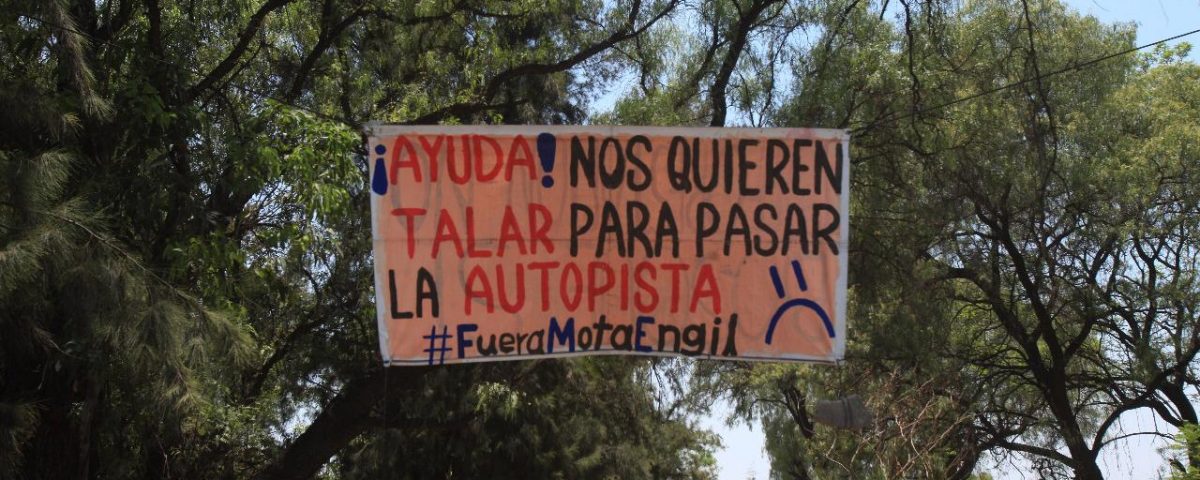 ¡AYUDA! NOS QUIEREN
TALAR PARA PASAR
LA AUTOPISTA
#FueraMotaEngil